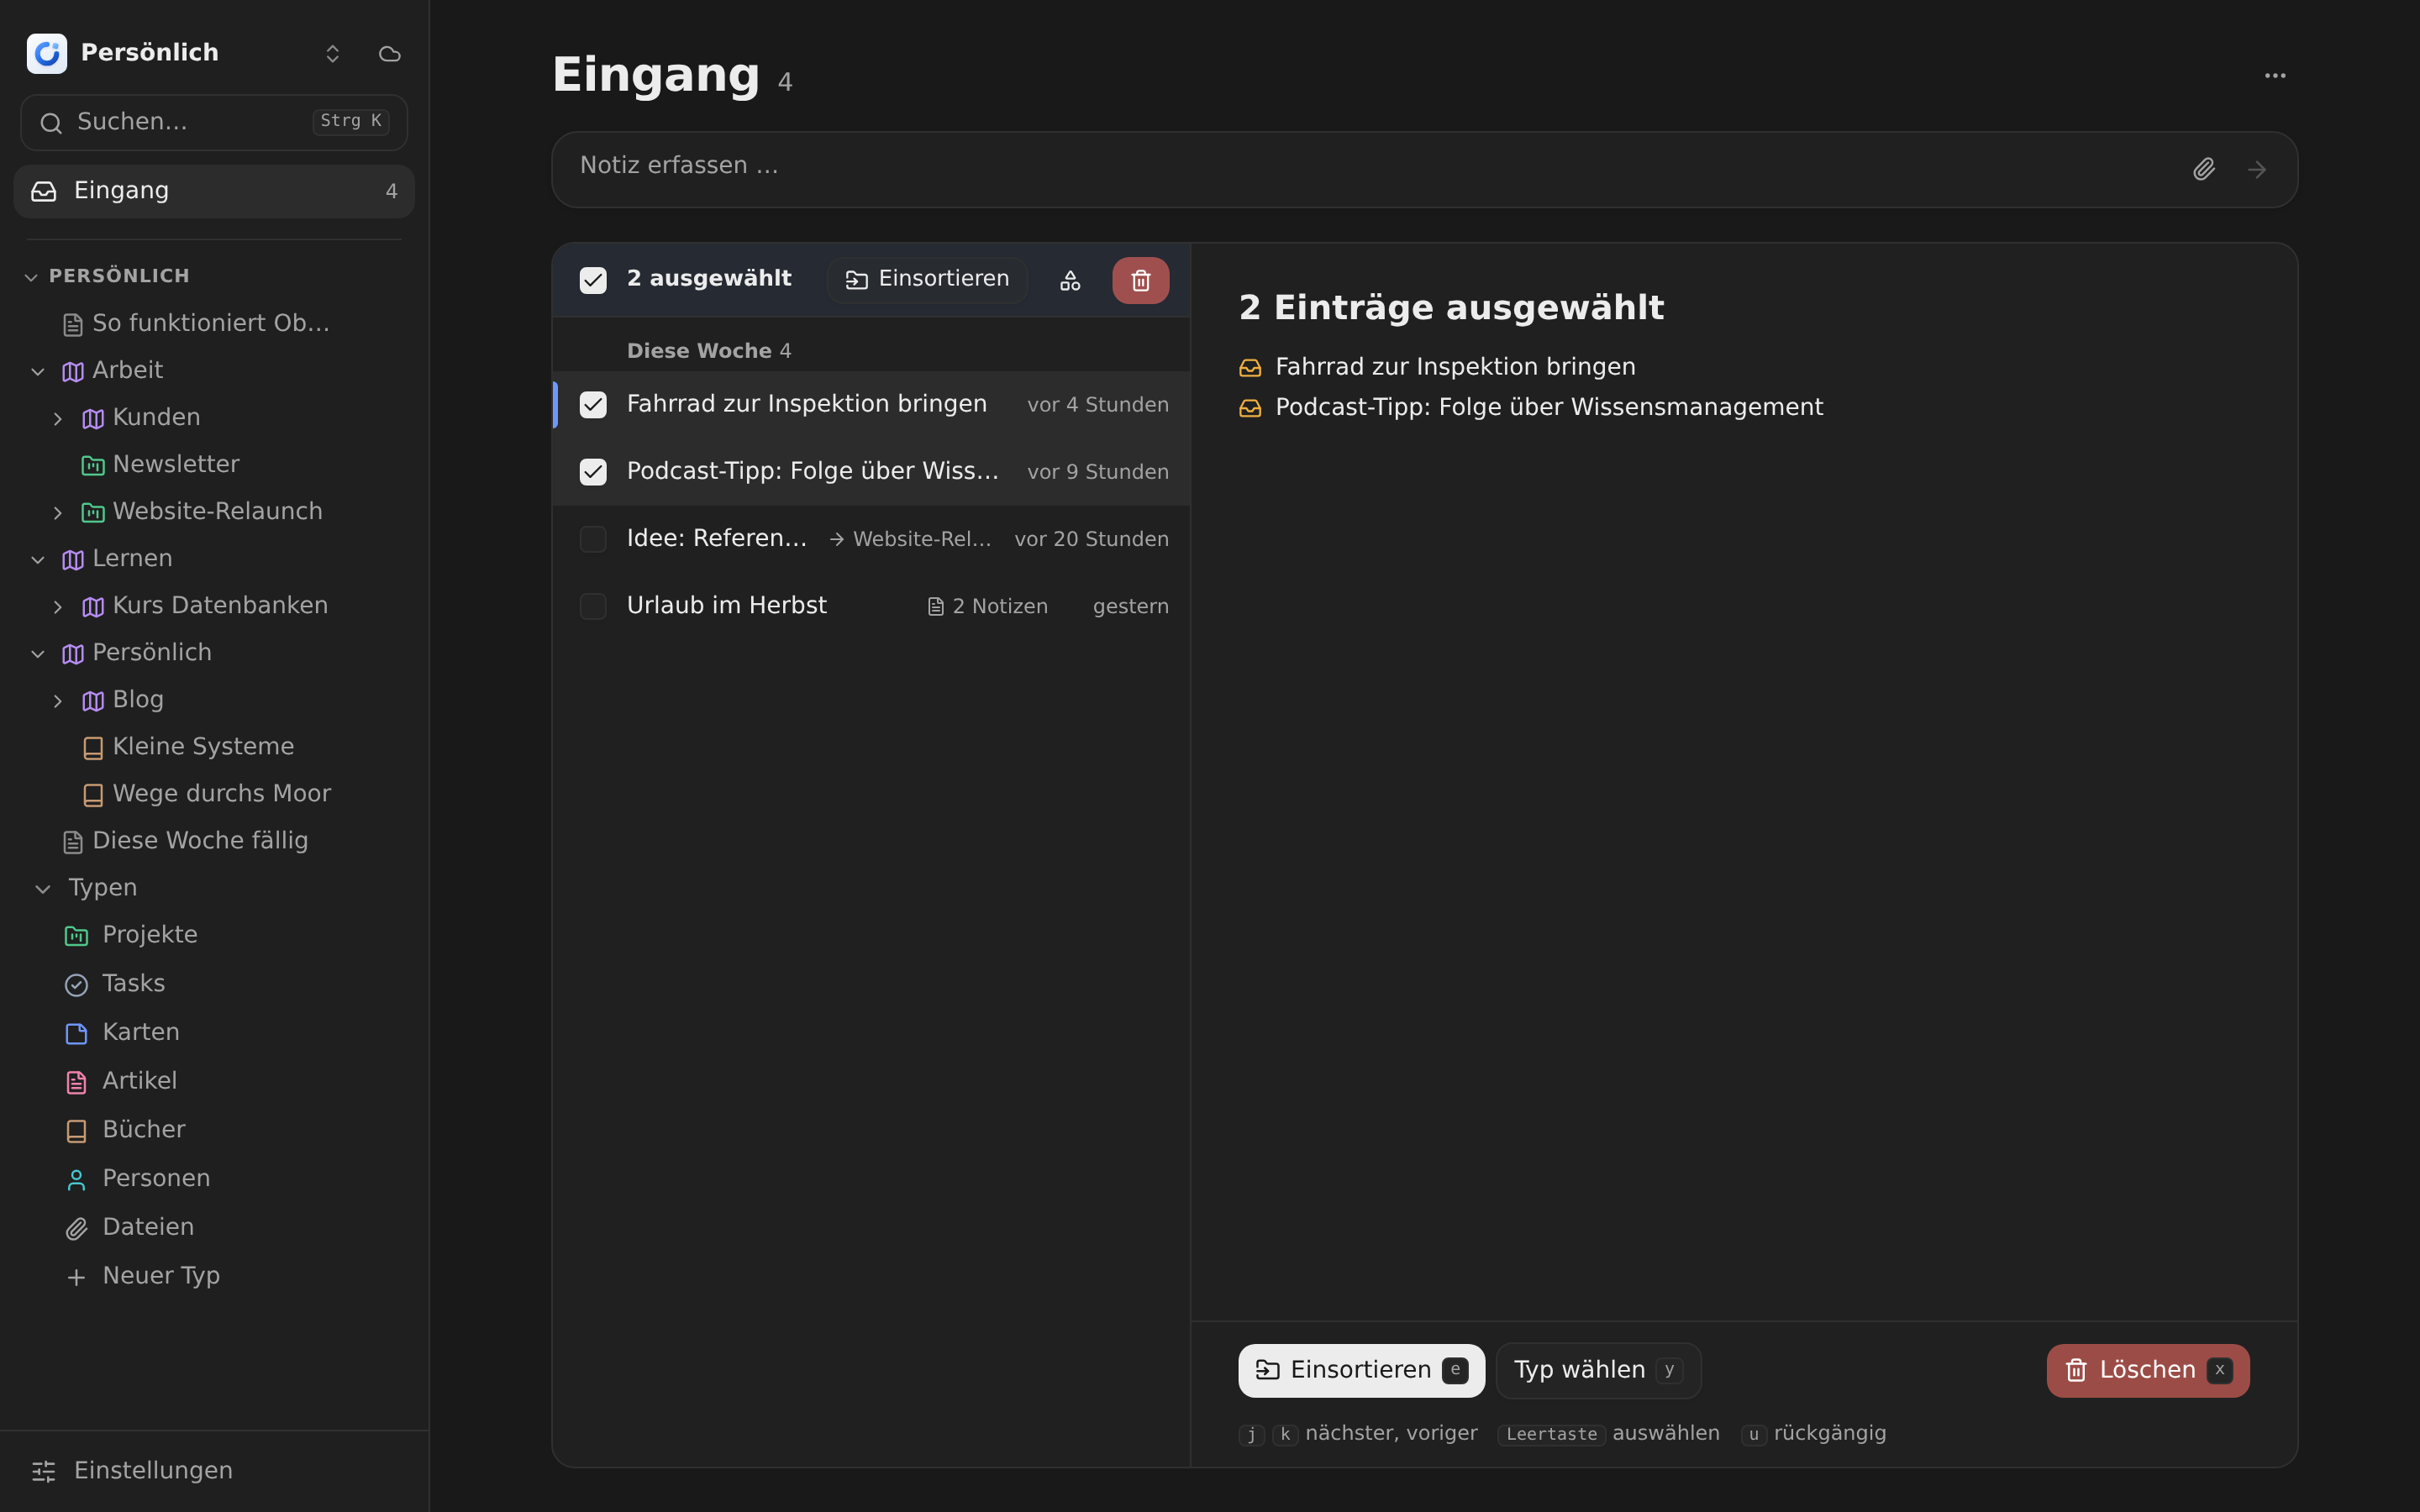 Persönlich
Suchen… Strg K
Eingang 4
PERSÖNLICH
So funktioniert Ob…
Arbeit
Kunden
Newsletter
Website-Relaunch
Lernen
Kurs Datenbanken
Persönlich
Blog
Kleine Systeme
Wege durchs Moor
Diese Woche fällig
Typen
Projekte
Tasks
Karten
Artikel
Bücher
Personen
Dateien
Neuer Typ
Einstellungen
Eingang 4
Notiz erfassen …
2 ausgewählt Einsortieren
Diese Woche 4
Fahrrad zur Inspektion bringen vor 4 Stunden
Podcast-Tipp: Folge über Wiss… vor 9 Stunden
Idee: Referen… → Website-Rel… vor 20 Stunden
Urlaub im Herbst 2 Notizen gestern
2 Einträge ausgewählt
Fahrrad zur Inspektion bringen
Podcast-Tipp: Folge über Wissensmanagement
Einsortieren e Typ wählen y Löschen x
j k nächster, voriger Leertaste auswählen u rückgängig